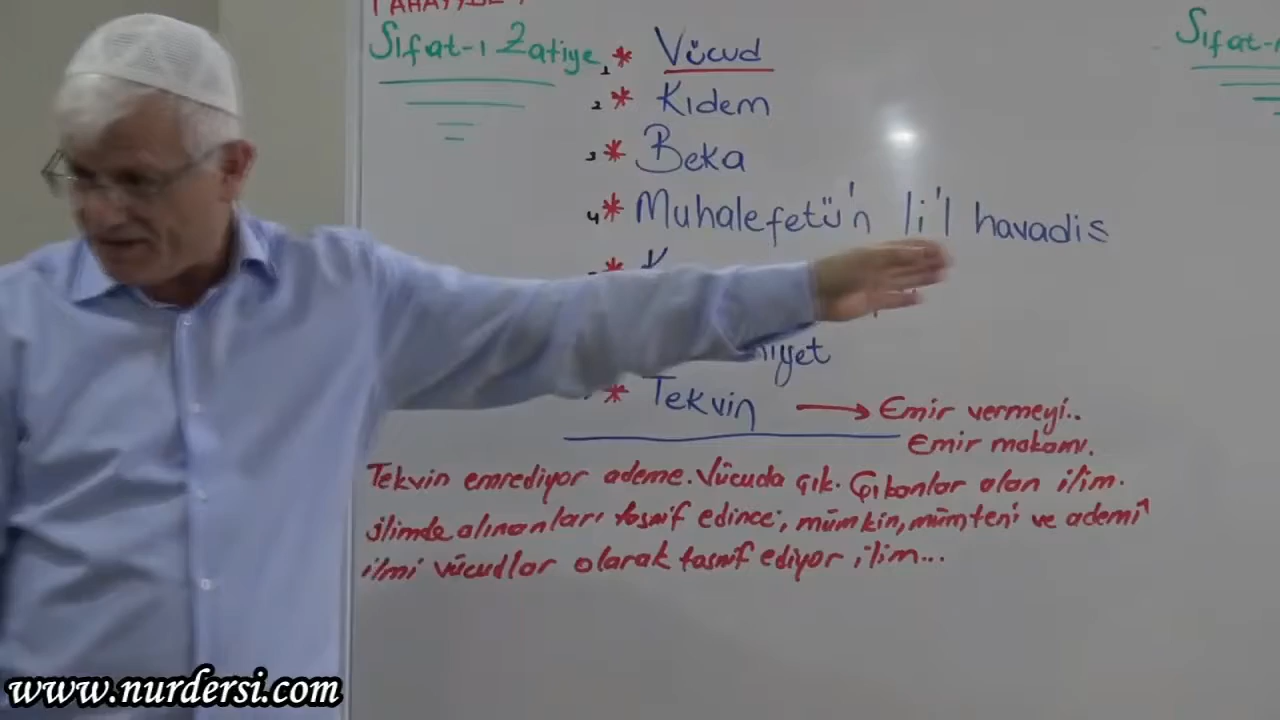 Sıfat-ı Zatiye
1 * Vücud
2 * Kıdem
3 * Beka
4 * Muhalefetü'n li'l havadis
* Tekvin → Emir vermeyi..
Emir makamı.
Tekvin emrediyor ademe. Vücuda çık. Çıkanlar alan ilim.
ilimde alınanları tasnif edince; mümkin, mümteni ve ademi
ilmi vücudlar olarak tasnif ediyor ilim...
Sıfat-ı
www.nurdersi.com